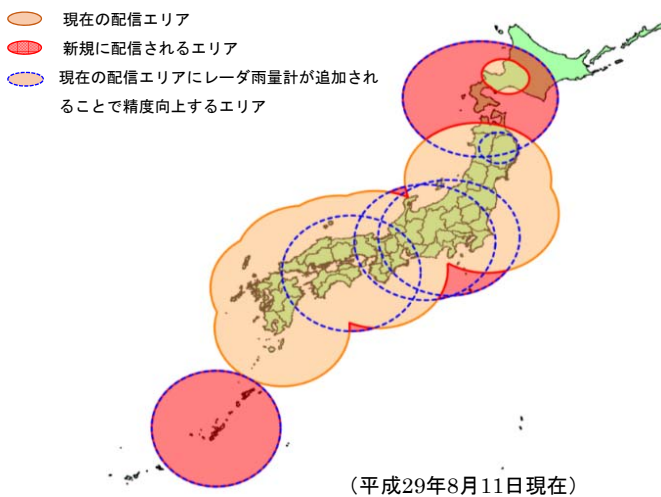 現在の配信エリア
新規に配信されるエリア
現在の配信エリアにレーダ雨量計が追加され
ることで精度向上するエリア
(平成29年8月11日現在)